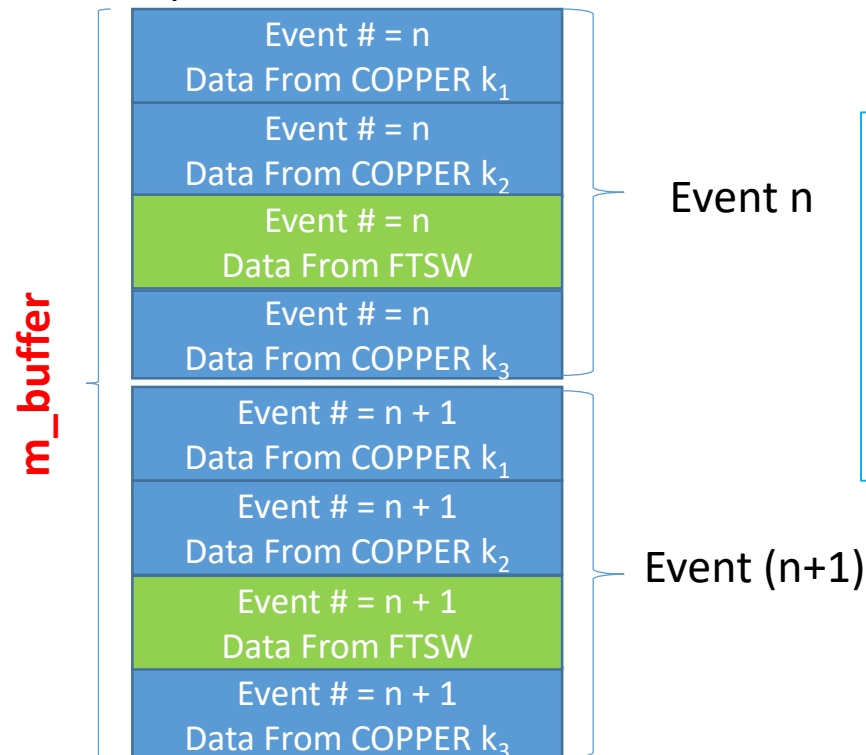 Event # = n
Data From COPPER k₁
Event # = n
Data From COPPER k₂
Event # = n
Data From FTSW
Event # = n
Data From COPPER k₃
Event n
m_buffer
Event # = n + 1
Data From COPPER k₁
Event # = n + 1
Data From COPPER k₂
Event # = n + 1
Data From FTSW
Event # = n + 1
Data From COPPER k₃
Event (n+1)